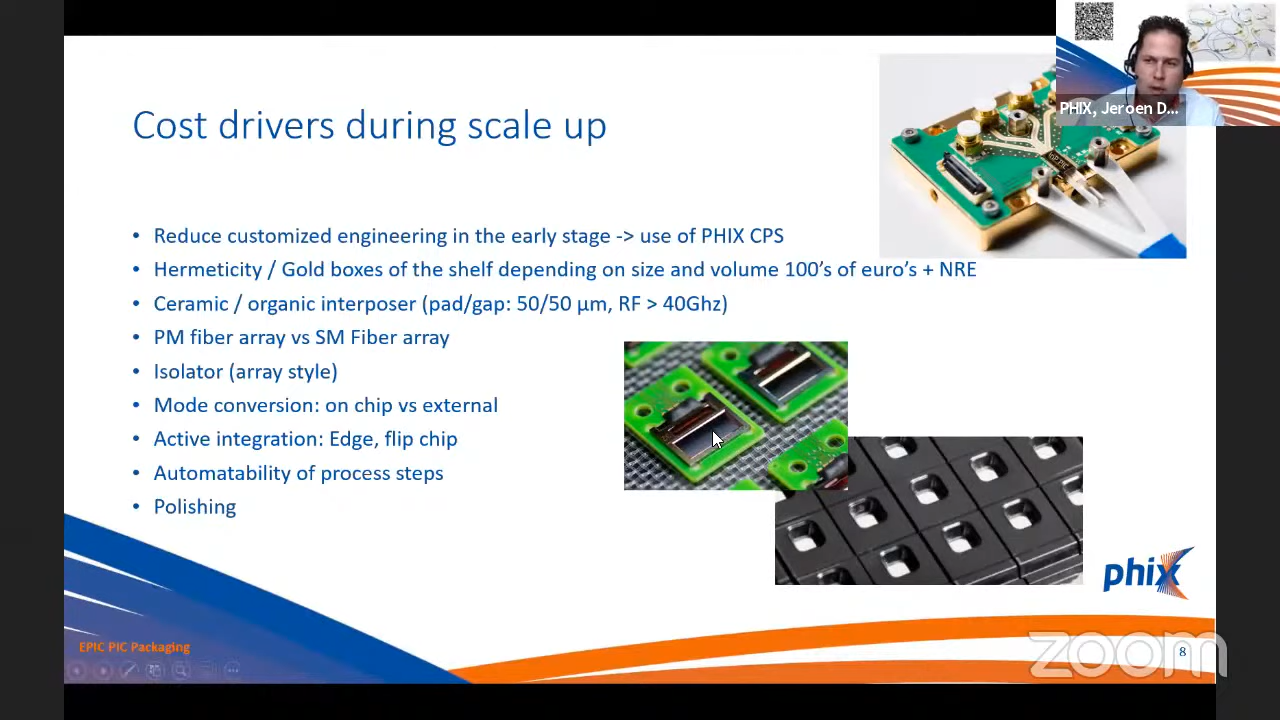 PHIX, Jeroen D...
Cost drivers during scale up
• Reduce customized engineering in the early stage -> use of PHIX CPS
• Hermeticity / Gold boxes of the shelf depending on size and volume 100’s of euro’s + NRE
• Ceramic / organic interposer (pad/gap: 50/50 µm, RF > 40Ghz)
• PM fiber array vs SM Fiber array
• Isolator (array style)
• Mode conversion: on chip vs external
• Active integration: Edge, flip chip
• Automatability of process steps
• Polishing
phix
EPIC PIC Packaging
zoom
8